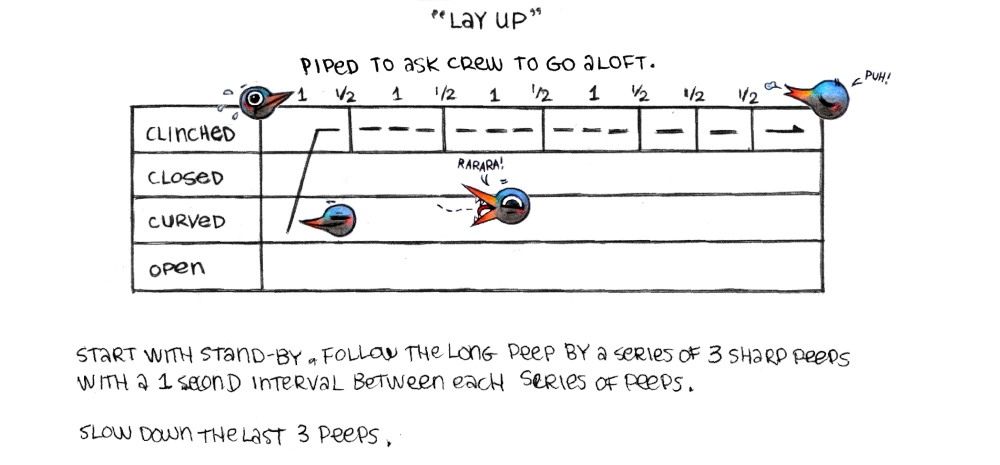 "LAY UP"
PIPED TO ASK CREW TO GO ALOFT.
1 1/2 1 1/2 1 1/2 1 1/2 1/2 1/2 PUH!
CLINCHED
CLOSED
RARARA!
CURVED
OPEN
START WITH STAND-BY. FOLLOW THE LONG PEEP BY A SERIES OF 3 SHARP PEEPS
WITH A 1 SECOND INTERVAL BETWEEN EACH SERIES OF PEEPS.
SLOW DOWN THE LAST 3 PEEPS.